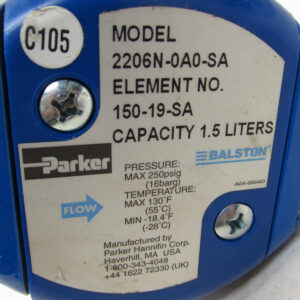 C105
MODEL
2206N-0A0-SA
ELEMENT NO.
150-19-SA
CAPACITY 1.5 LITERS
Parker
BALSTON
PRESSURE:
MAX 250psig
(16barg)
TEMPERATURE:
MAX 130°F
(55°C)
MIN -18.4°F
(-28°C)
A04-0004D
FLOW
Manufactured by
Parker Hannifin Corp.
Haverhill, MA USA
1-800-343-4048
+44 1622 72330 (UK)